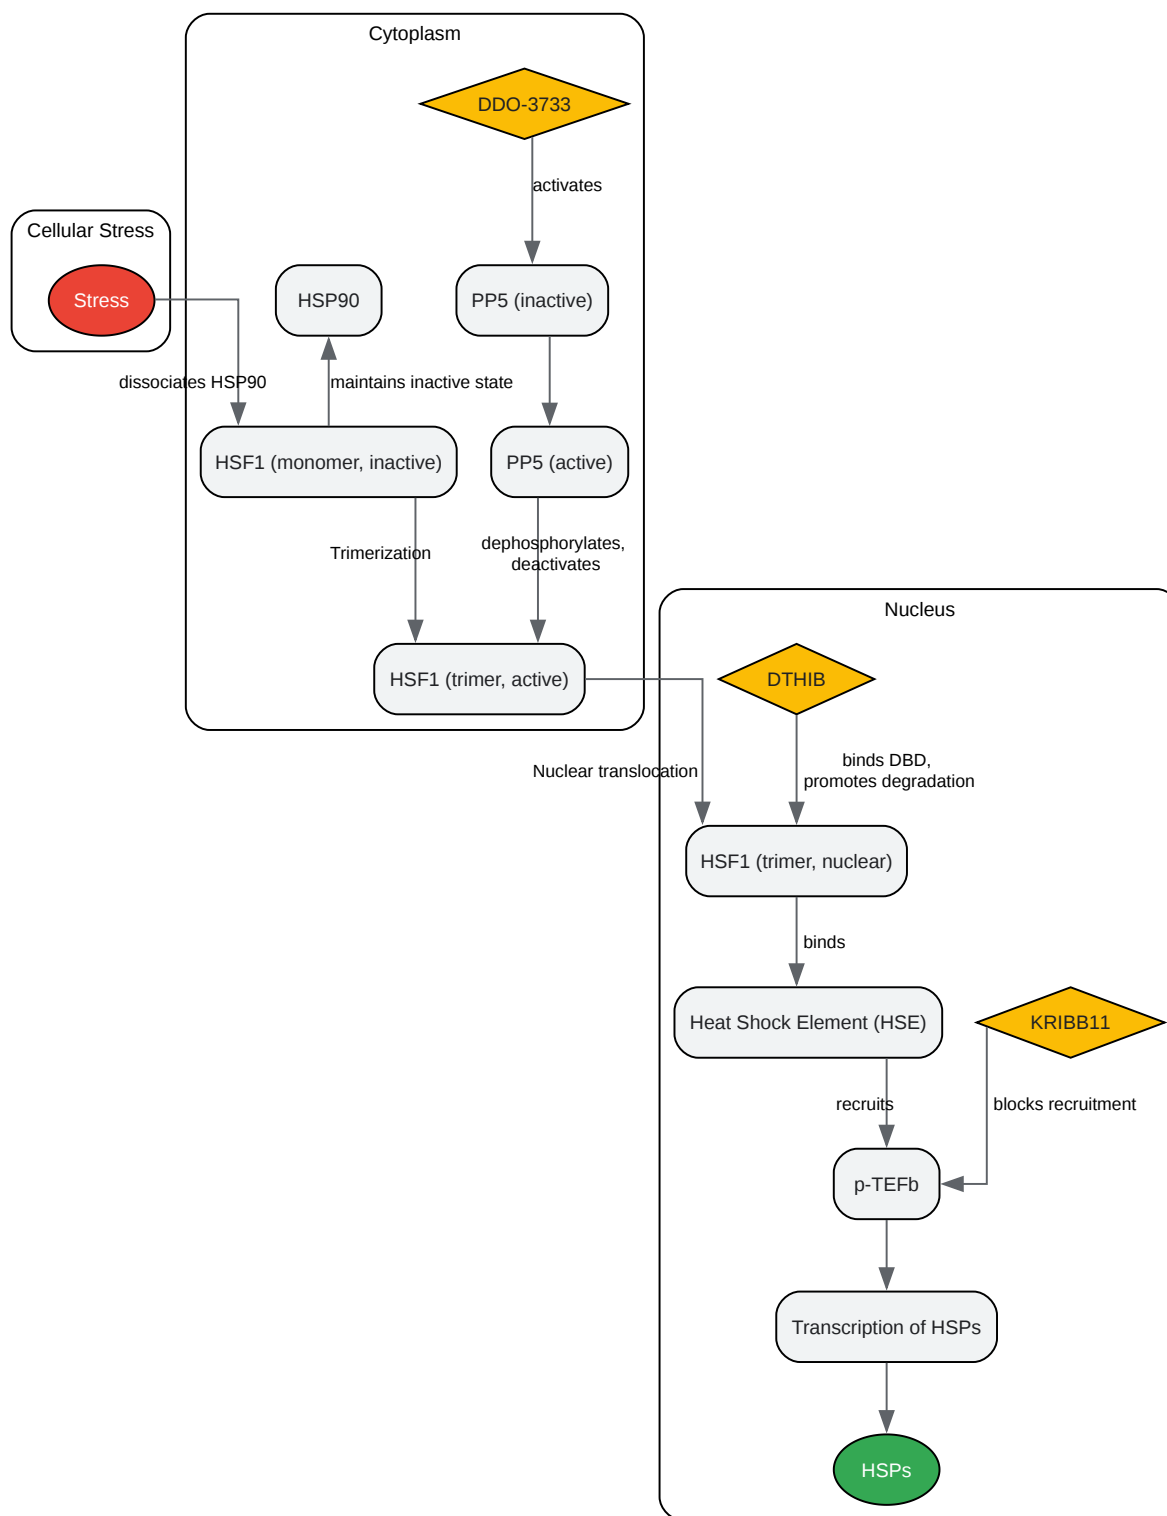 Cytoplasm
DDO-3733
activates
Cellular Stress
Stress
HSP90
PP5 (inactive)
dissociates HSP90
maintains inactive state
HSF1 (monomer, inactive)
PP5 (active)
Trimerization
dephosphorylates,
deactivates
HSF1 (trimer, active)
Nucleus
DTHIB
Nuclear translocation
binds DBD,
promotes degradation
HSF1 (trimer, nuclear)
binds
Heat Shock Element (HSE)
KRIBB11
recruits
blocks recruitment
p-TEFb
Transcription of HSPs
HSPs